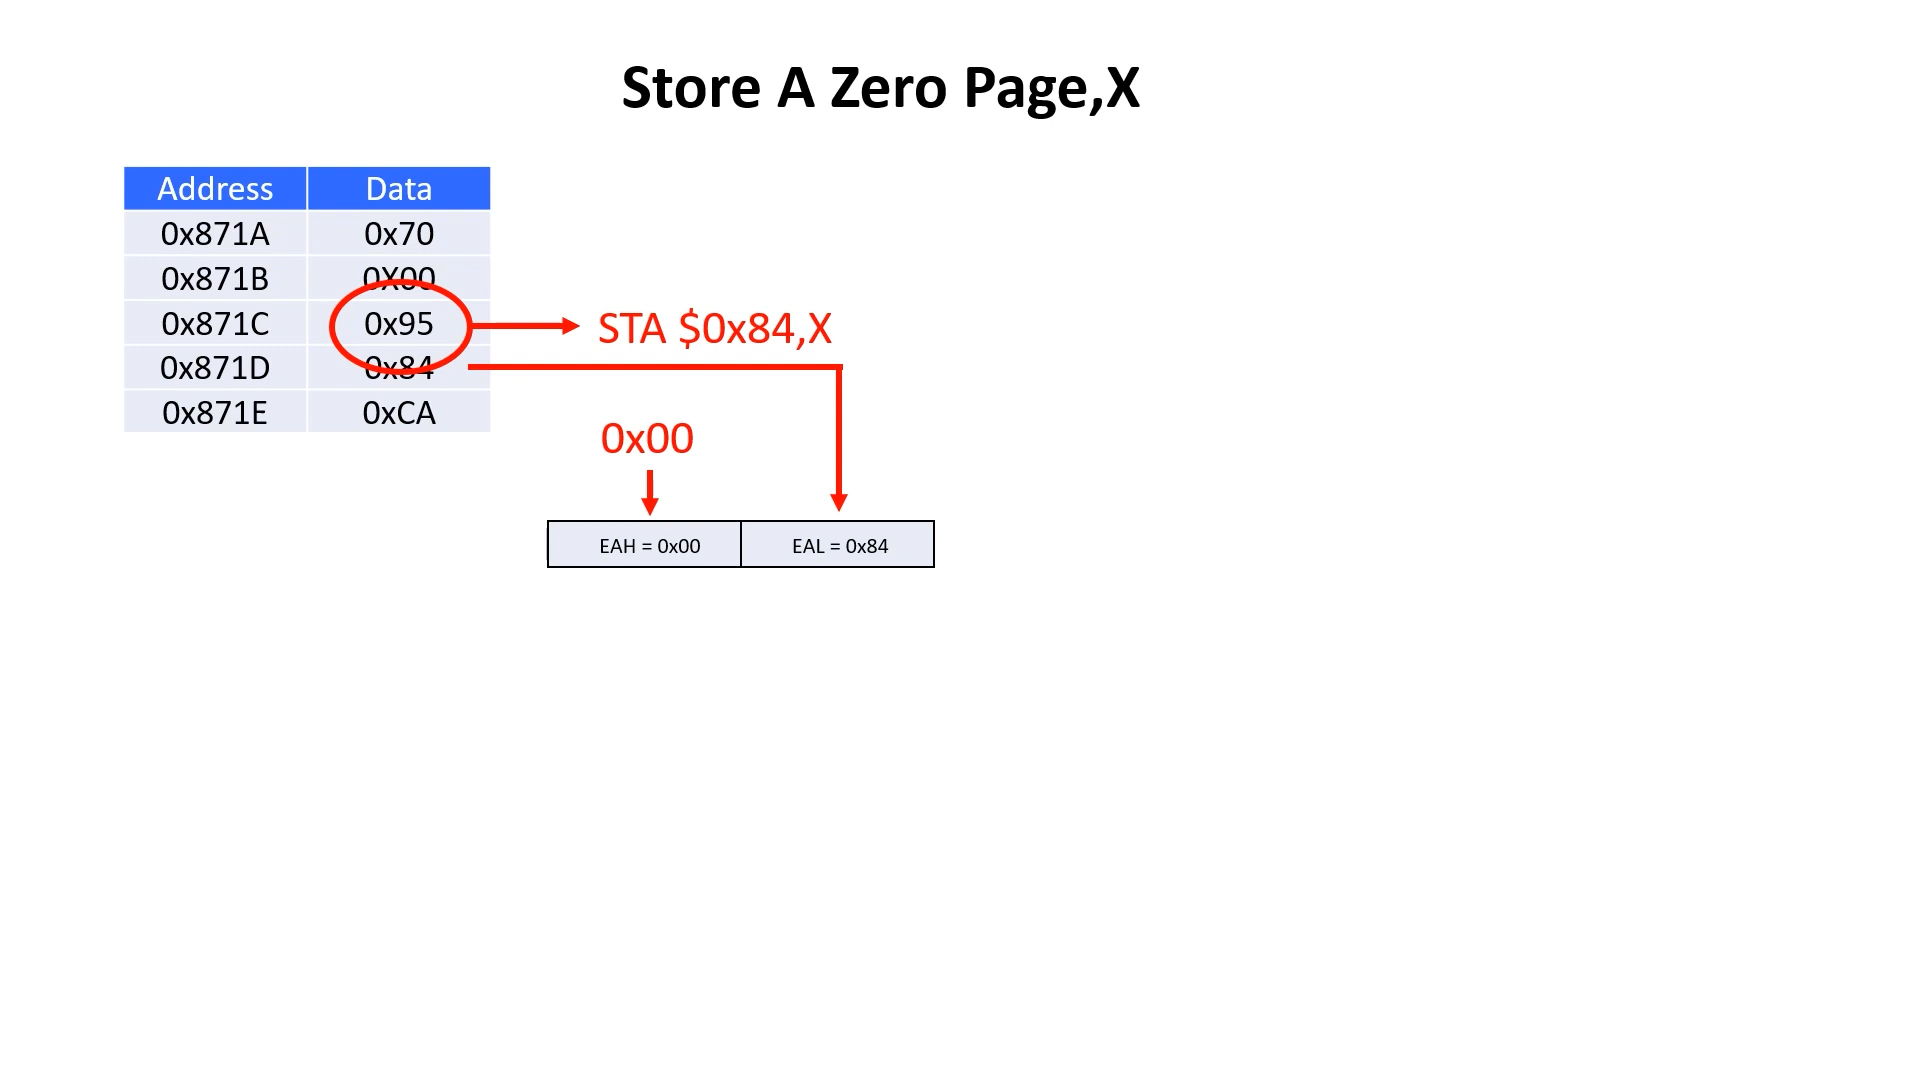 Store A Zero Page,X
Address Data
0x871A 0x70
0x871B 0X00
0x871C 0x95
0x871D 0x84
0x871E 0xCA
STA $0x84,X
0x00
EAH = 0x00 EAL = 0x84